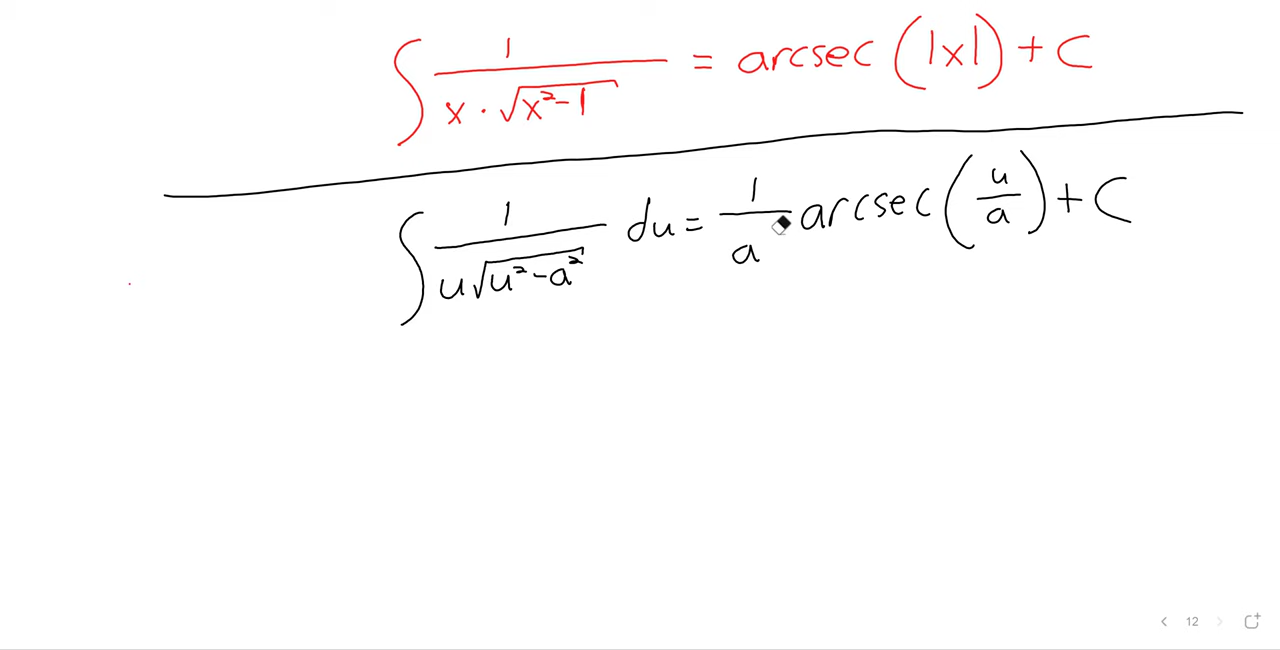 ∫ 1/(x · √(x² - 1)) = arcsec(|x|) + C
∫ 1/(u√(u² - a²)) du = 1/a arcsec(u/a) + C
12